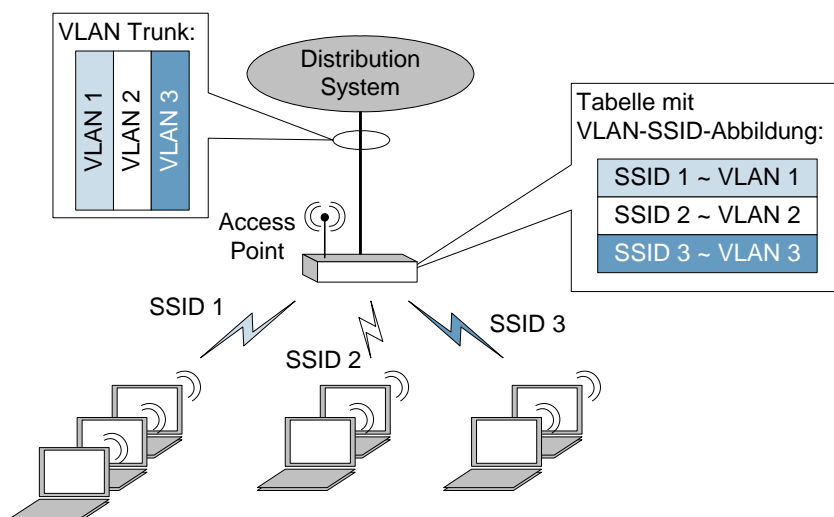 VLAN Trunk:
VLAN 1
VLAN 2
VLAN 3
Distribution
System
Tabelle mit
VLAN-SSID-Abbildung:
SSID 1 ~ VLAN 1
SSID 2 ~ VLAN 2
SSID 3 ~ VLAN 3
Access
Point
SSID 1
SSID 2
SSID 3